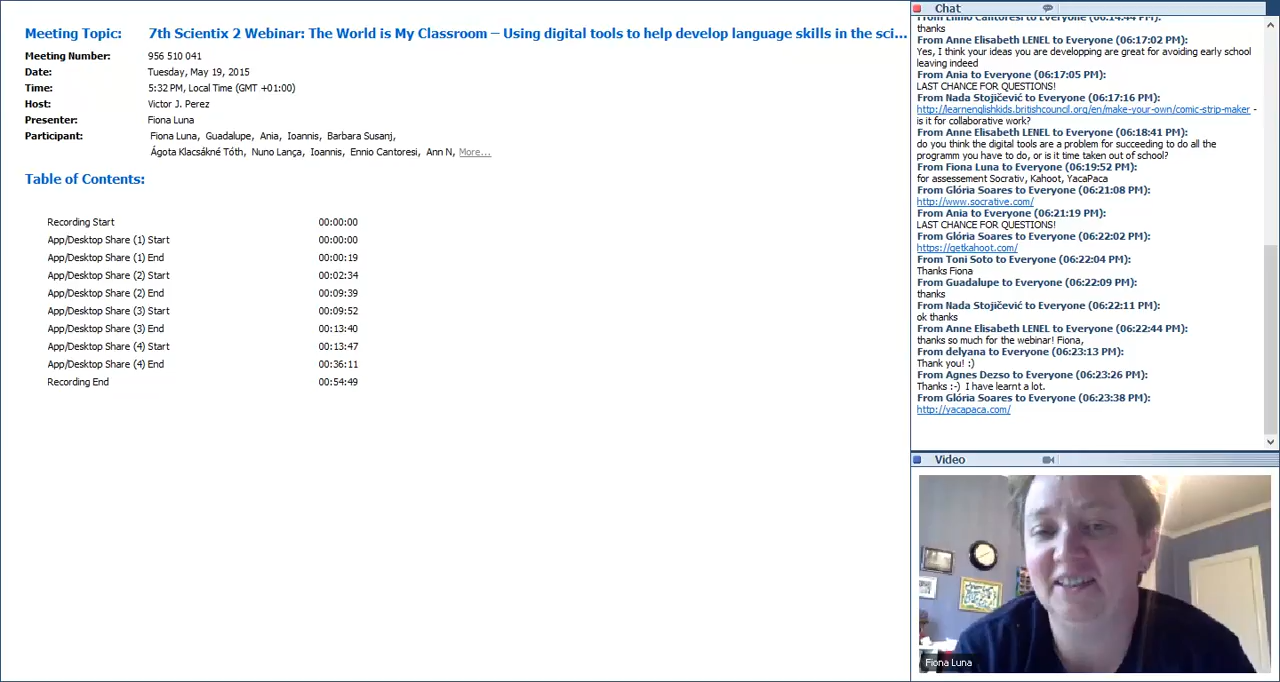 Meeting Topic: 7th Scientix 2 Webinar: The World is My Classroom – Using digital tools to help develop language skills in the sci...
Meeting Number: 956 510 041
Date: Tuesday, May 19, 2015
Time: 5:32 PM, Local Time (GMT +01:00)
Host: Victor J. Perez
Presenter: Fiona Luna
Participant: Fiona Luna, Guadalupe, Ania, Ioannis, Barbara Susanj,
Ágota Klacsákné Tóth, Nuno Lança, Ioannis, Ennio Cantoresi, Ann N, More...
Table of Contents:
Recording Start 00:00:00
App/Desktop Share (1) Start 00:00:00
App/Desktop Share (1) End 00:00:19
App/Desktop Share (2) Start 00:02:34
App/Desktop Share (2) End 00:09:39
App/Desktop Share (3) Start 00:09:52
App/Desktop Share (3) End 00:13:40
App/Desktop Share (4) Start 00:13:47
App/Desktop Share (4) End 00:36:11
Recording End 00:54:49
Chat
From Ennio Cantoresi to Everyone (06:14:44 PM):
thanks
From Anne Elisabeth LENEL to Everyone (06:17:02 PM):
Yes, I think your ideas you are developping are great for avoiding early school
leaving indeed
From Ania to Everyone (06:17:05 PM):
LAST CHANCE FOR QUESTIONS!
From Nada Stojičević to Everyone (06:17:16 PM):
http://learnenglishkids.britishcouncil.org/en/make-your-own/comic-strip-maker -
is it for collaborative work?
From Anne Elisabeth LENEL to Everyone (06:18:41 PM):
do you think the digital tools are a problem for succeeding to do all the
programm you have to do, or is it time taken out of school?
From Fiona Luna to Everyone (06:19:52 PM):
for assessement Socrativ, Kahoot, YacaPaca
From Glória Soares to Everyone (06:21:08 PM):
http://www.socrative.com/
From Ania to Everyone (06:21:19 PM):
LAST CHANCE FOR QUESTIONS!
From Glória Soares to Everyone (06:22:02 PM):
https://getkahoot.com/
From Toni Soto to Everyone (06:22:04 PM):
Thanks Fiona
From Guadalupe to Everyone (06:22:09 PM):
thanks
From Nada Stojičević to Everyone (06:22:11 PM):
ok thanks
From Anne Elisabeth LENEL to Everyone (06:22:44 PM):
thanks so much for the webinar! Fiona,
From delyana to Everyone (06:23:13 PM):
Thank you! :)
From Agnes Dezso to Everyone (06:23:26 PM):
Thanks :-) I have learnt a lot.
From Glória Soares to Everyone (06:23:38 PM):
http://yacapaca.com/
Video
Fiona Luna